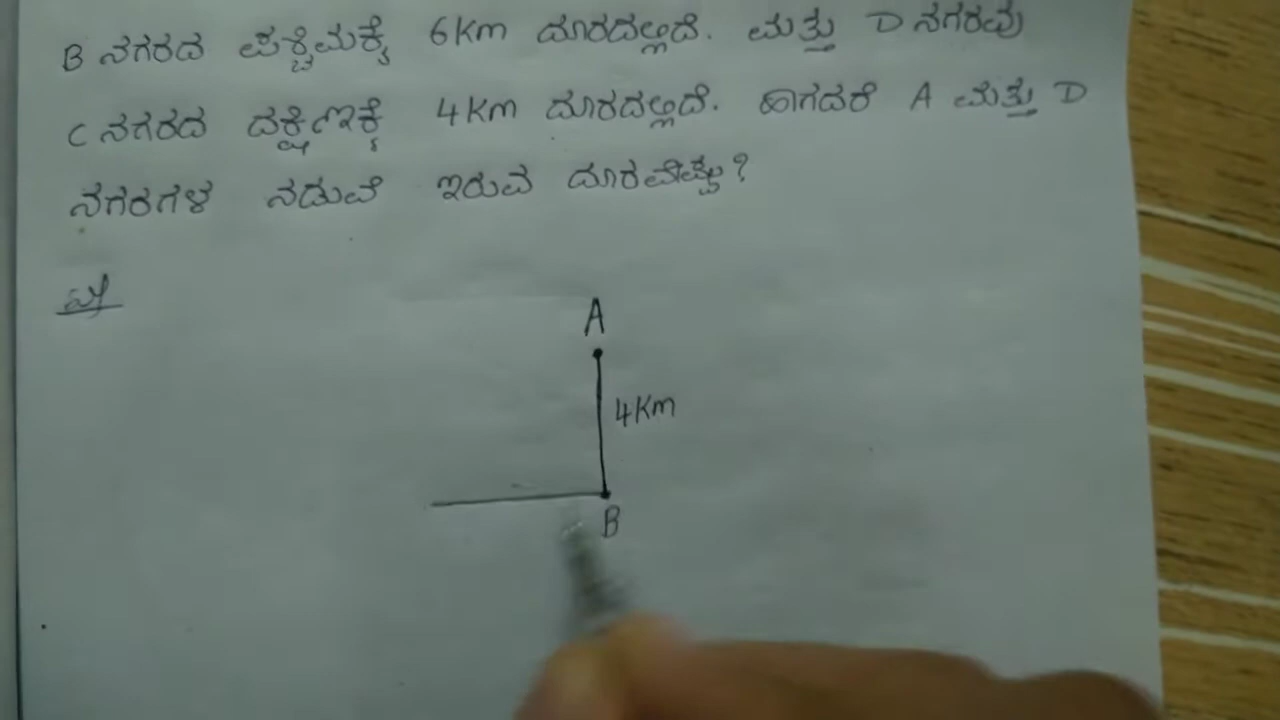 B ನಗರದ ಪಶ್ಚಿಮಕ್ಕೆ 6Km ದೂರದಲ್ಲಿದೆ. ಮತ್ತು D ನಗರವು
C ನಗರದ ದಕ್ಷಿಣಕ್ಕೆ 4Km ದೂರದಲ್ಲಿದೆ. ಹಾಗಾದರೆ A ಮತ್ತು D
ನಗರಗಳ ನಡುವೆ ಇರುವ ದೂರವೆಷ್ಟು?
A
4Km
B